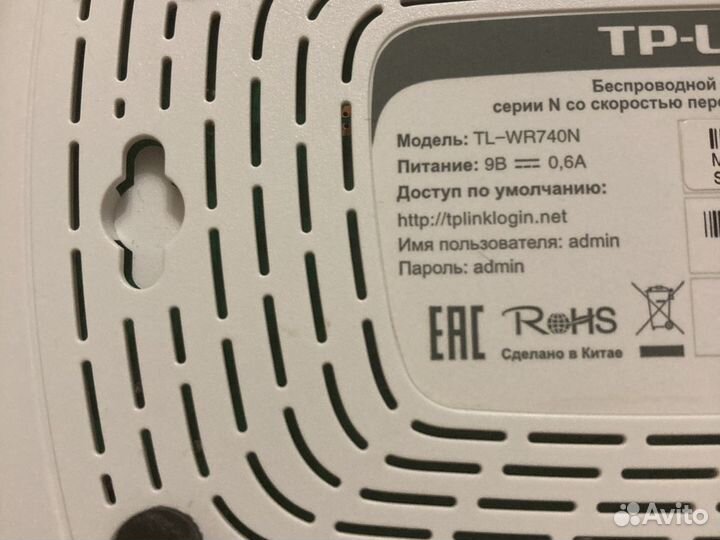 TP-L
Беспроводной
серии N со скоростью пере
Модель: TL-WR740N
Питание: 9В ⎓ 0,6А
Доступ по умолчанию:
http://tplinklogin.net
Имя пользователя: admin
Пароль: admin
EAC RoHS
Сделано в Китае
Avito